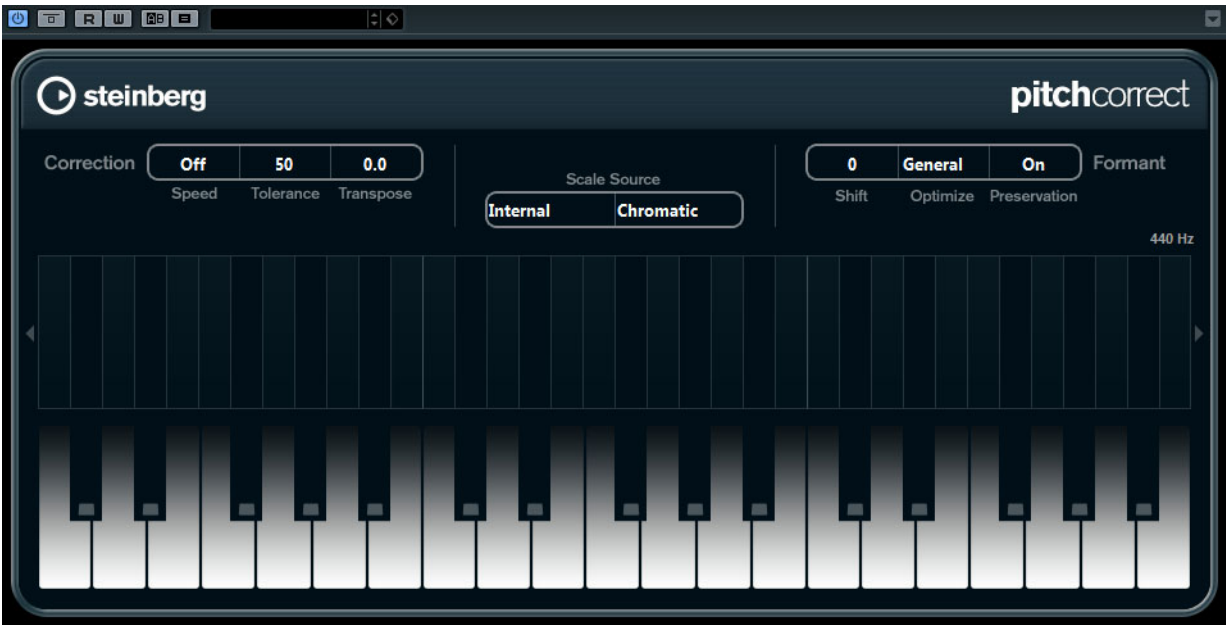 R W AB
steinberg pitchcorrect
Correction Off 50 0.0 0 General On Formant
Speed Tolerance Transpose Scale Source Shift Optimize Preservation
Internal Chromatic
440 Hz